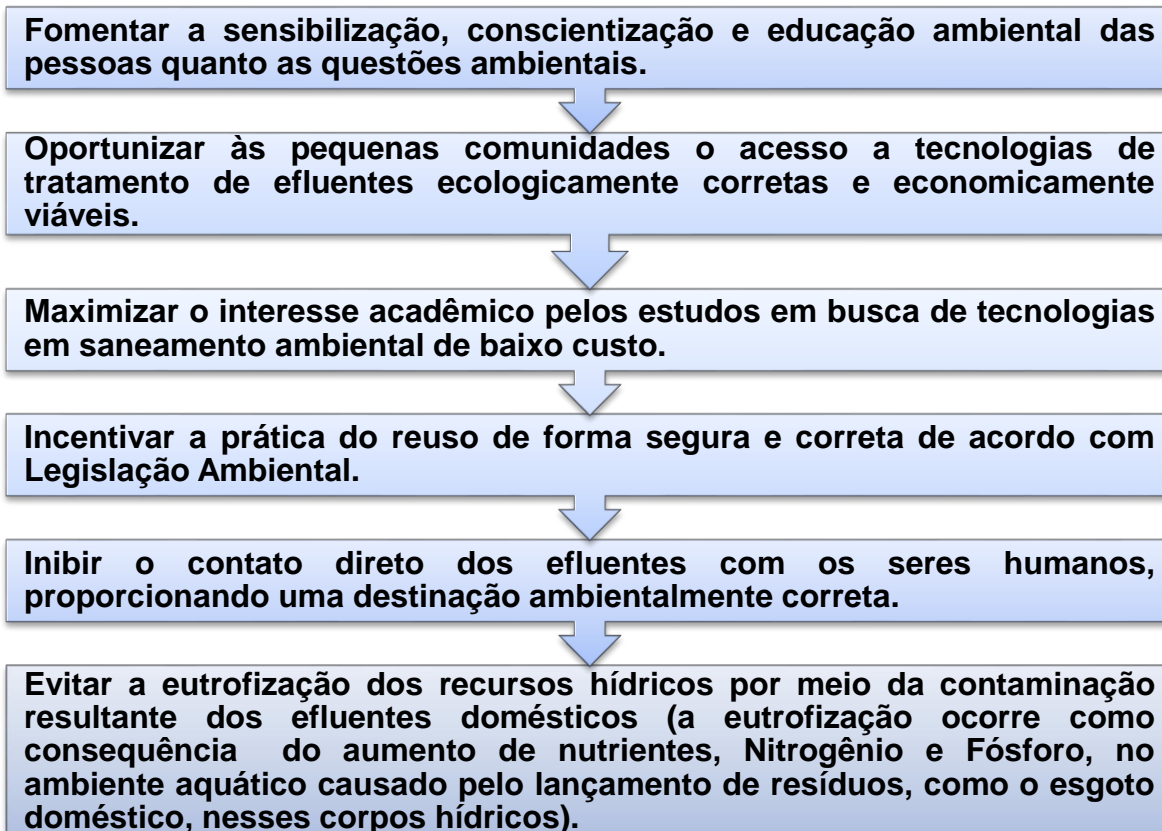 Fomentar a sensibilização, conscientização e educação ambiental das
pessoas quanto as questões ambientais.
Oportunizar às pequenas comunidades o acesso a tecnologias de
tratamento de efluentes ecologicamente corretas e economicamente
viáveis.
Maximizar o interesse acadêmico pelos estudos em busca de tecnologias
em saneamento ambiental de baixo custo.
Incentivar a prática do reuso de forma segura e correta de acordo com
Legislação Ambiental.
Inibir o contato direto dos efluentes com os seres humanos,
proporcionando uma destinação ambientalmente correta.
Evitar a eutrofização dos recursos hídricos por meio da contaminação
resultante dos efluentes domésticos (a eutrofização ocorre como
consequência do aumento de nutrientes, Nitrogênio e Fósforo, no
ambiente aquático causado pelo lançamento de resíduos, como o esgoto
doméstico, nesses corpos hídricos).